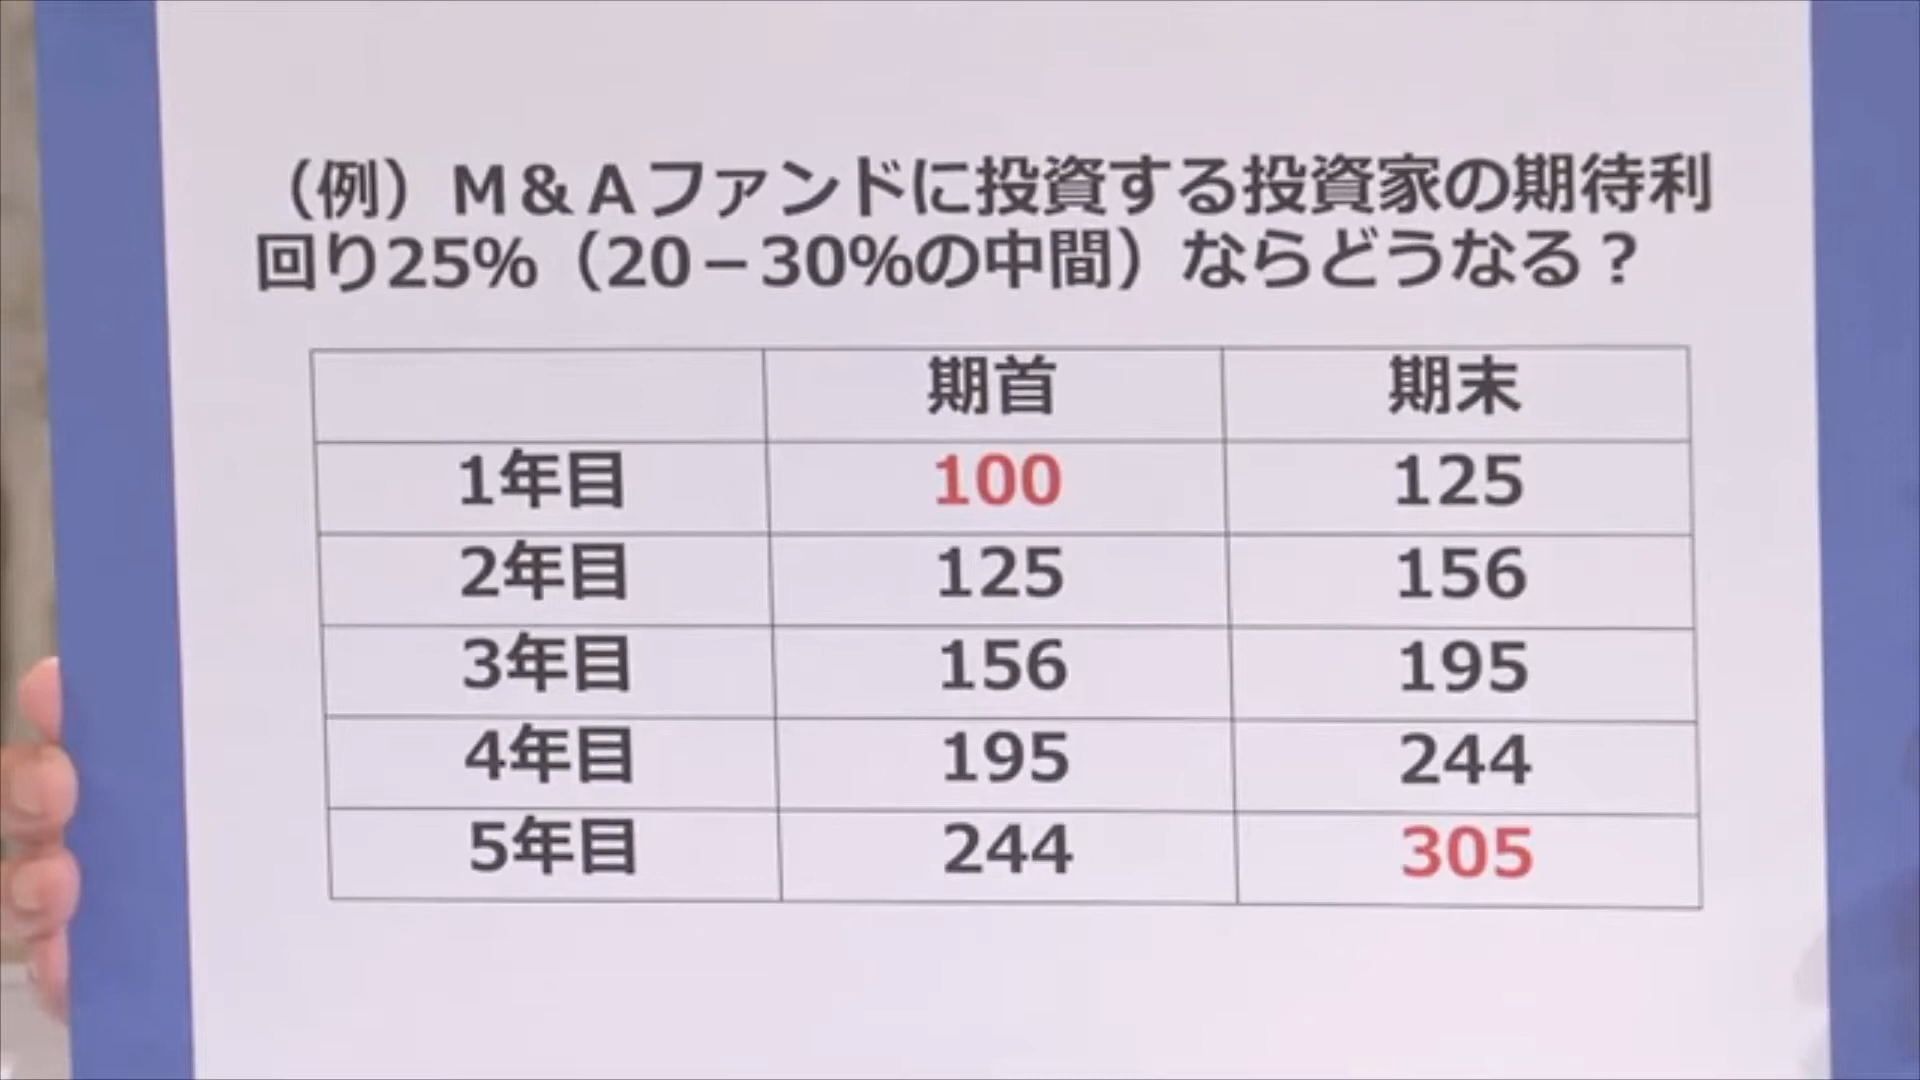 （例）Ｍ＆Ａファンドに投資する投資家の期待利
回り25%（20－30%の中間）ならどうなる？
期首 期末
1年目 100 125
2年目 125 156
3年目 156 195
4年目 195 244
5年目 244 305